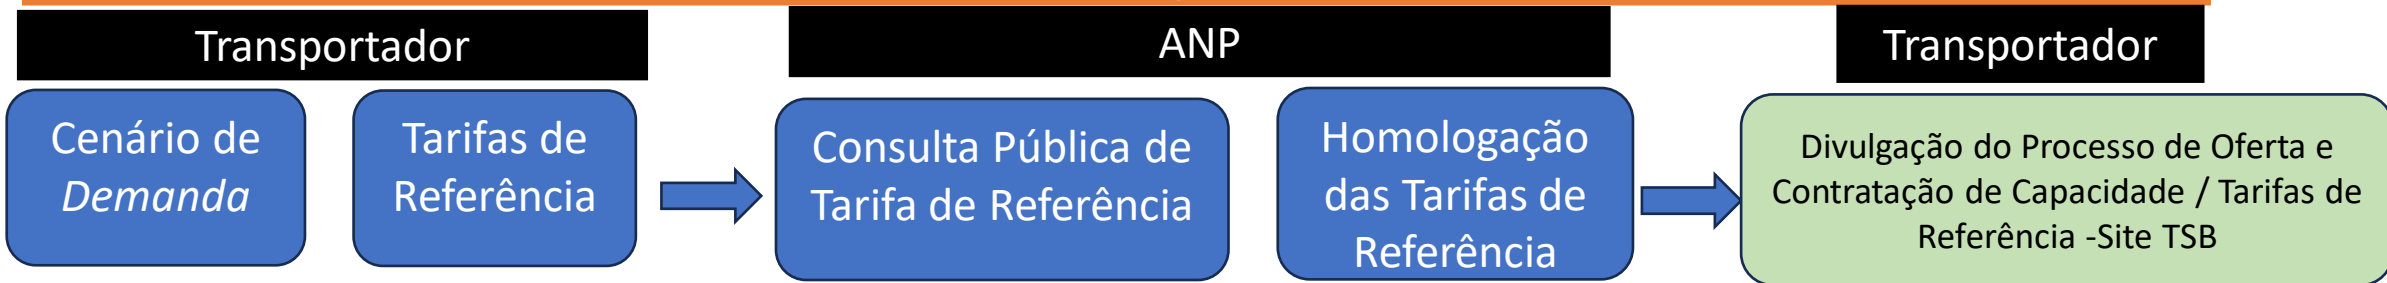 Transportador
ANP
Transportador
Cenário de
Demanda
Tarifas de
Referência
Consulta Pública de
Tarifa de Referência
Homologação
das Tarifas de
Referência
Divulgação do Processo de Oferta e
Contratação de Capacidade / Tarifas de
Referência -Site TSB